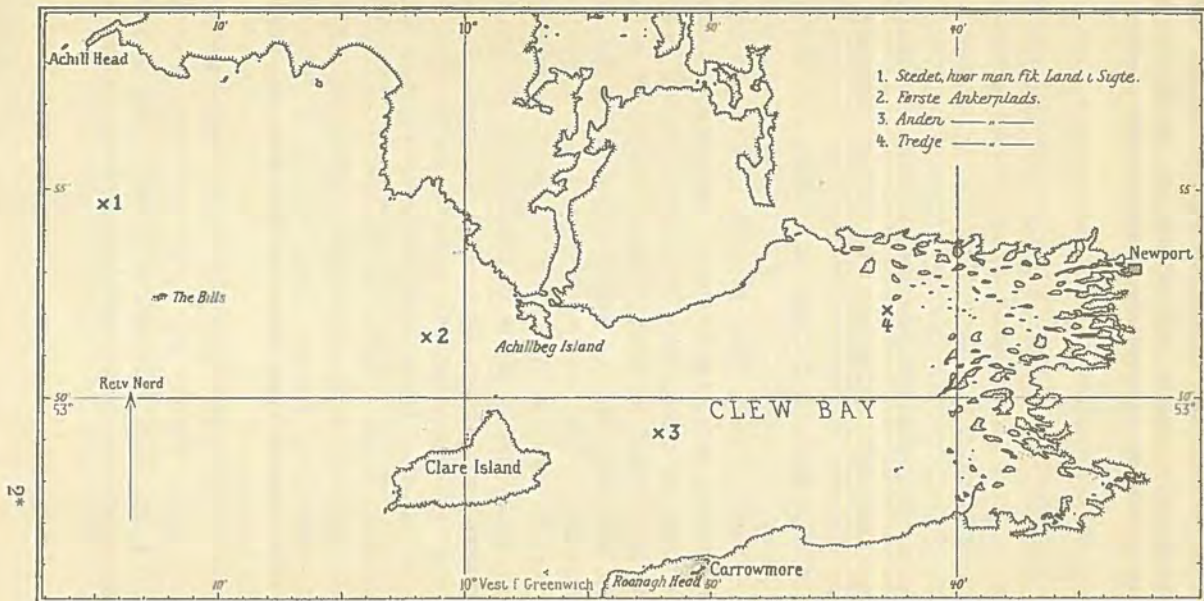 10' 10° 50' 40'
Achill Head
1. Stedet, hvor man fik Land i Sigte.
2. Første Ankerplads.
3. Anden — „ —
4. Tredje — „ —
55' 55'
×1
Newport
The Bills
×2
×
4
Achillbeg Island
Retv Nord
50' 50'
53° 53°
CLEW BAY
×3
Clare Island
2*
Carrowmore
10' 10° Vest f Greenwich Roanagh Head 50' 40'